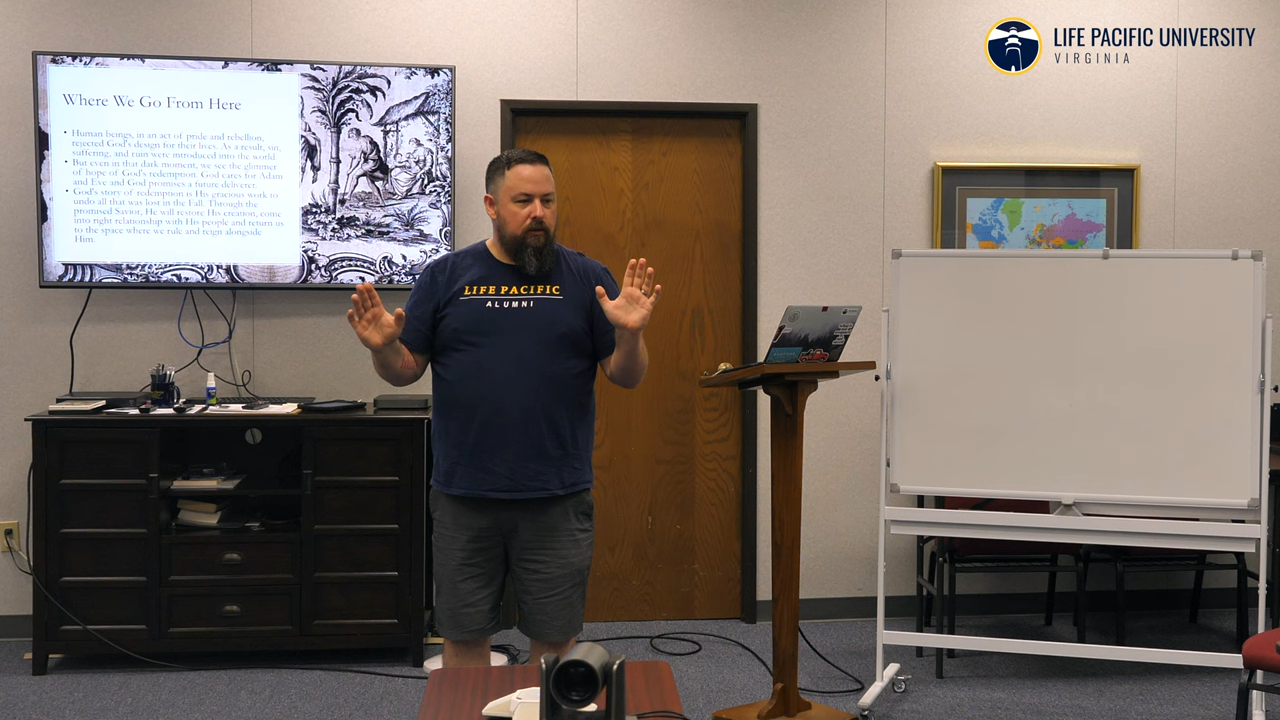 LIFE PACIFIC UNIVERSITY
VIRGINIA
Where We Go From Here
• Human beings, in an act of pride and rebellion,
rejected God's design for their lives. As a result, sin,
suffering, and ruin were introduced into the world.
• But even in that dark moment, we see the glimmer
of hope of God's redemption. God cares for Adam
and Eve and God promises a future deliverer.
• God's story of redemption is His gracious work to
undo all that was lost in the Fall. Through the
promised Savior, He will restore His creation, come
into right relationship with His people and return us
to the space where we rule and reign alongside
Him.
LIFE PACIFIC
ALUMNI